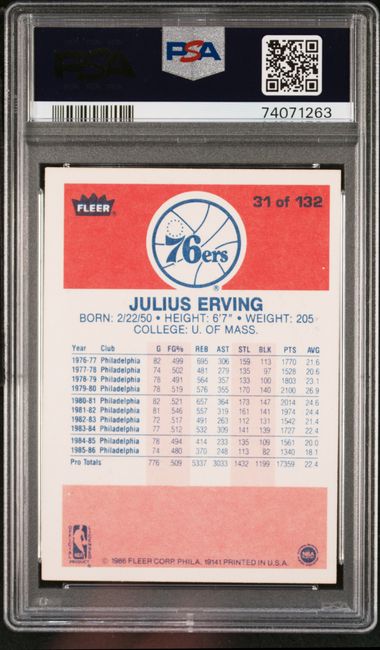 PSA
PSA
74071263
FLEER®
31 of 132
76ers
®
JULIUS ERVING
BORN: 2/22/50 • HEIGHT: 6'7" • WEIGHT: 205
COLLEGE: U. OF MASS.
Year Club G FG% REB AST STL BLK PTS AVG
1976-77 Philadelphia 82 499 695 306 159 113 1770 21.6
1977-78 Philadelphia 74 502 481 279 135 97 1528 20.6
1978-79 Philadelphia 78 491 564 357 133 100 1803 23.1
1979-80 Philadelphia 78 519 576 355 170 140 2100 26.9
1980-81 Philadelphia 82 521 657 364 173 147 2014 24.6
1981-82 Philadelphia 81 546 557 319 161 141 1974 24.4
1982-83 Philadelphia 72 517 491 263 112 131 1542 21.4
1983-84 Philadelphia 77 512 532 309 141 139 1727 22.4
1984-85 Philadelphia 78 494 414 233 135 109 1561 20.0
1985-86 Philadelphia 74 480 370 248 113 82 1340 18.1
Pro Totals 776 509 5337 3033 1432 1199 17359 22.4
NBA
PRODUCT
© 1986 FLEER CORP. PHILA. 19141 PRINTED IN U.S.A.